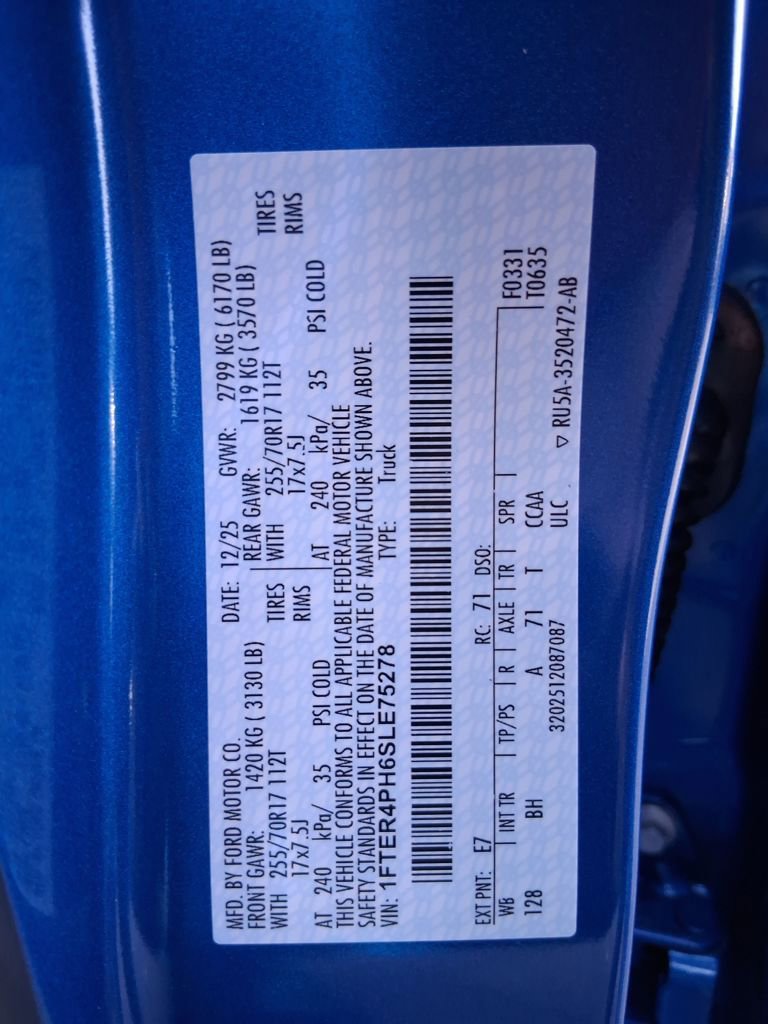 MFD. BY FORD MOTOR CO. DATE: 12/25 GVWR: 2799 KG ( 6170 LB)
FRONT GAWR: 1420 KG ( 3130 LB) REAR GAWR: 1619 KG ( 3570 LB)
WITH 255/70R17 112T TIRES WITH 255/70R17 112T TIRES
17x7.5J RIMS 17x7.5J RIMS
AT 240 kPa/ 35 PSI COLD AT 240 kPa/ 35 PSI COLD
THIS VEHICLE CONFORMS TO ALL APPLICABLE FEDERAL MOTOR VEHICLE
SAFETY STANDARDS IN EFFECT ON THE DATE OF MANUFACTURE SHOWN ABOVE.
VIN: 1FTER4PH6SLE75278 TYPE: Truck
EXT PNT: E7 RC: 71 DSO:
WB INT TR TP/PS R AXLE TR SPR F0331
128 BH A 71 T CCAA T0635
3202512087087 ULC ▽ RU5A-3520472-AB